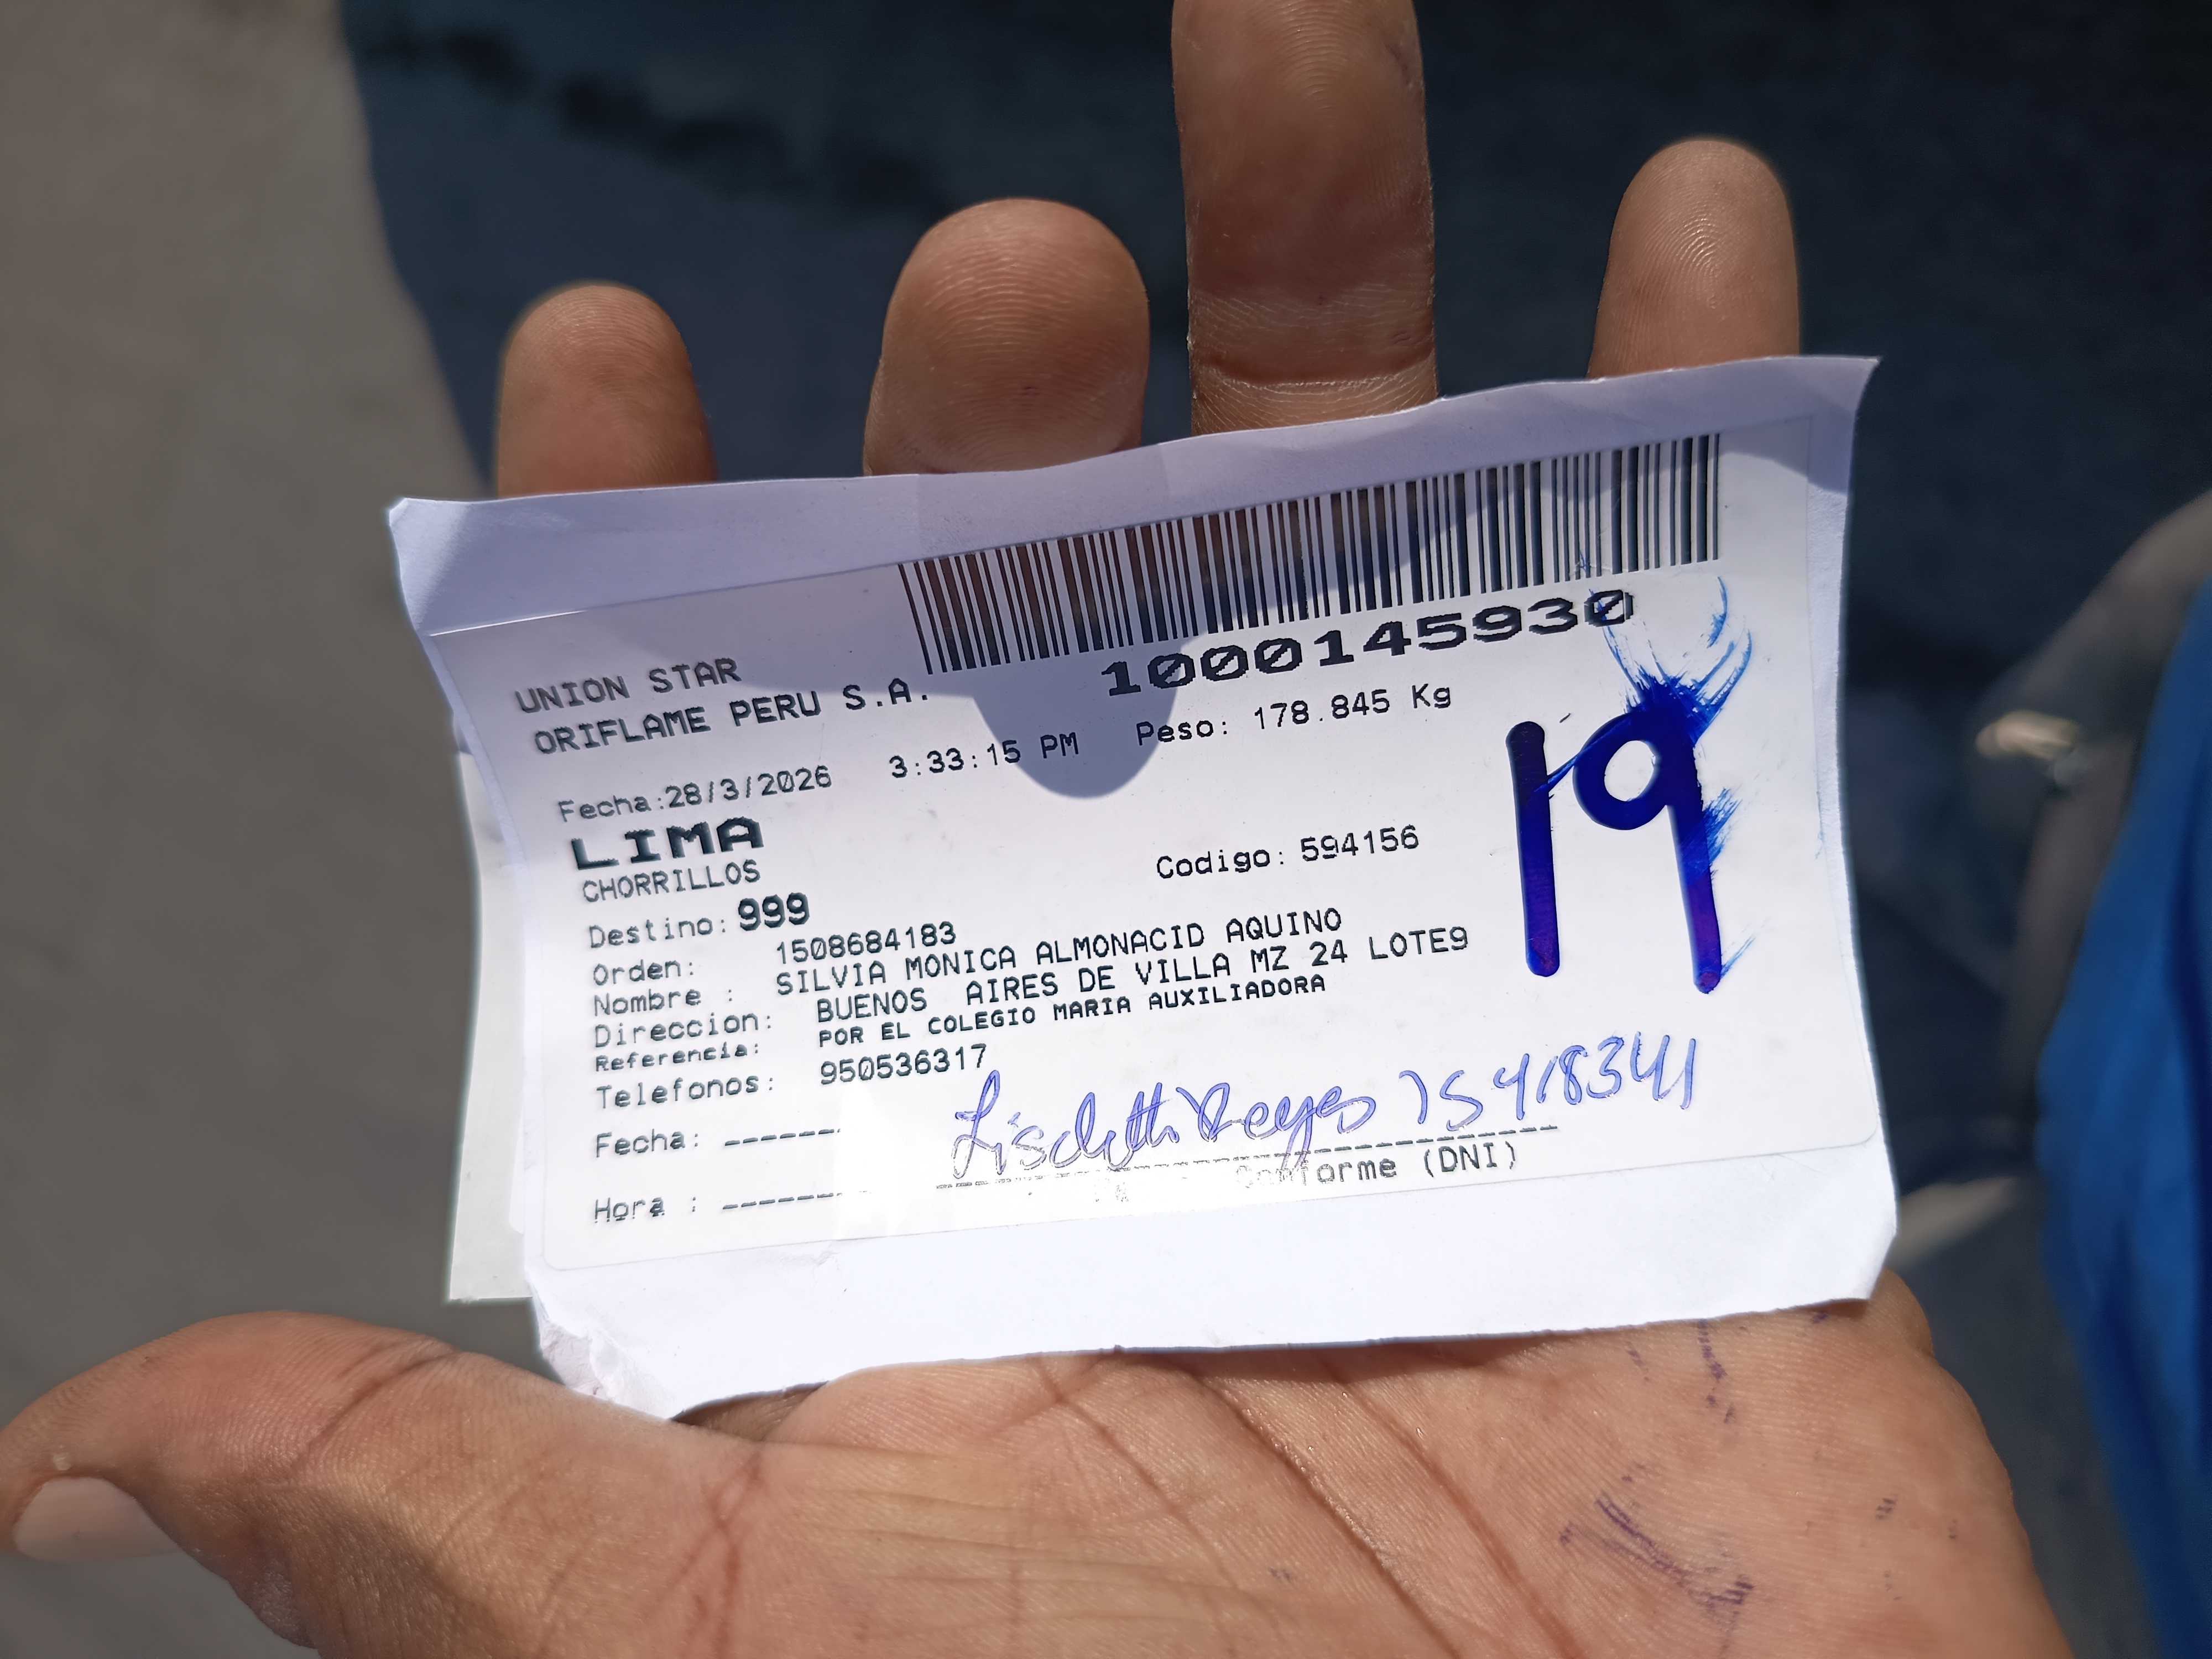 1000145930
UNION STAR
ORIFLAME PERU S.A.
Fecha:28/3/2026 3:33:15 PM Peso: 178.845 Kg
LIMA
CHORRILLOS
Codigo: 594156
19
Destino: 999
Orden: 1508684183
Nombre : SILVIA MONICA ALMONACID AQUINO
Direccion: BUENOS AIRES DE VILLA MZ 24 LOTE9
Referencia: POR EL COLEGIO MARIA AUXILIADORA
Telefonos: 950536317
Reyes 75418341
Fecha: -------
Conforme (DNI)
Hora : -------